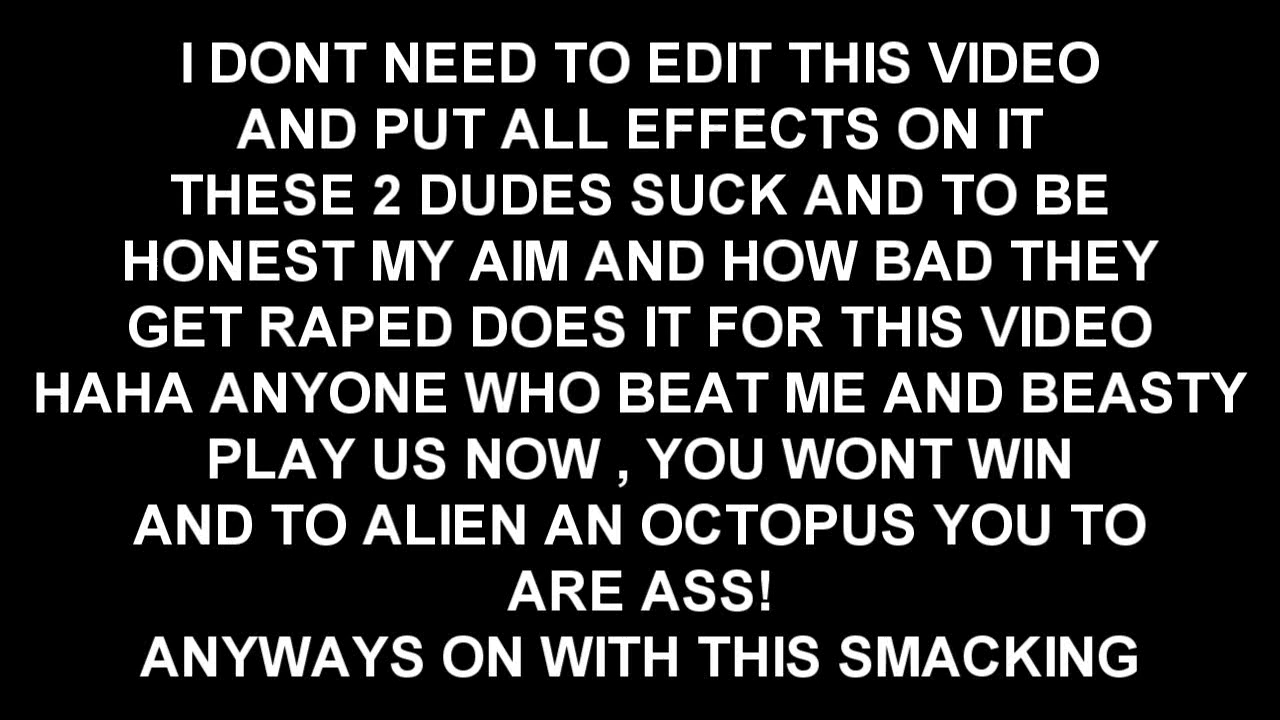 I DONT NEED TO EDIT THIS VIDEO
AND PUT ALL EFFECTS ON IT
THESE 2 DUDES SUCK AND TO BE
HONEST MY AIM AND HOW BAD THEY
GET RAPED DOES IT FOR THIS VIDEO
HAHA ANYONE WHO BEAT ME AND BEASTY
PLAY US NOW , YOU WONT WIN
AND TO ALIEN AN OCTOPUS YOU TO
ARE ASS!
ANYWAYS ON WITH THIS SMACKING